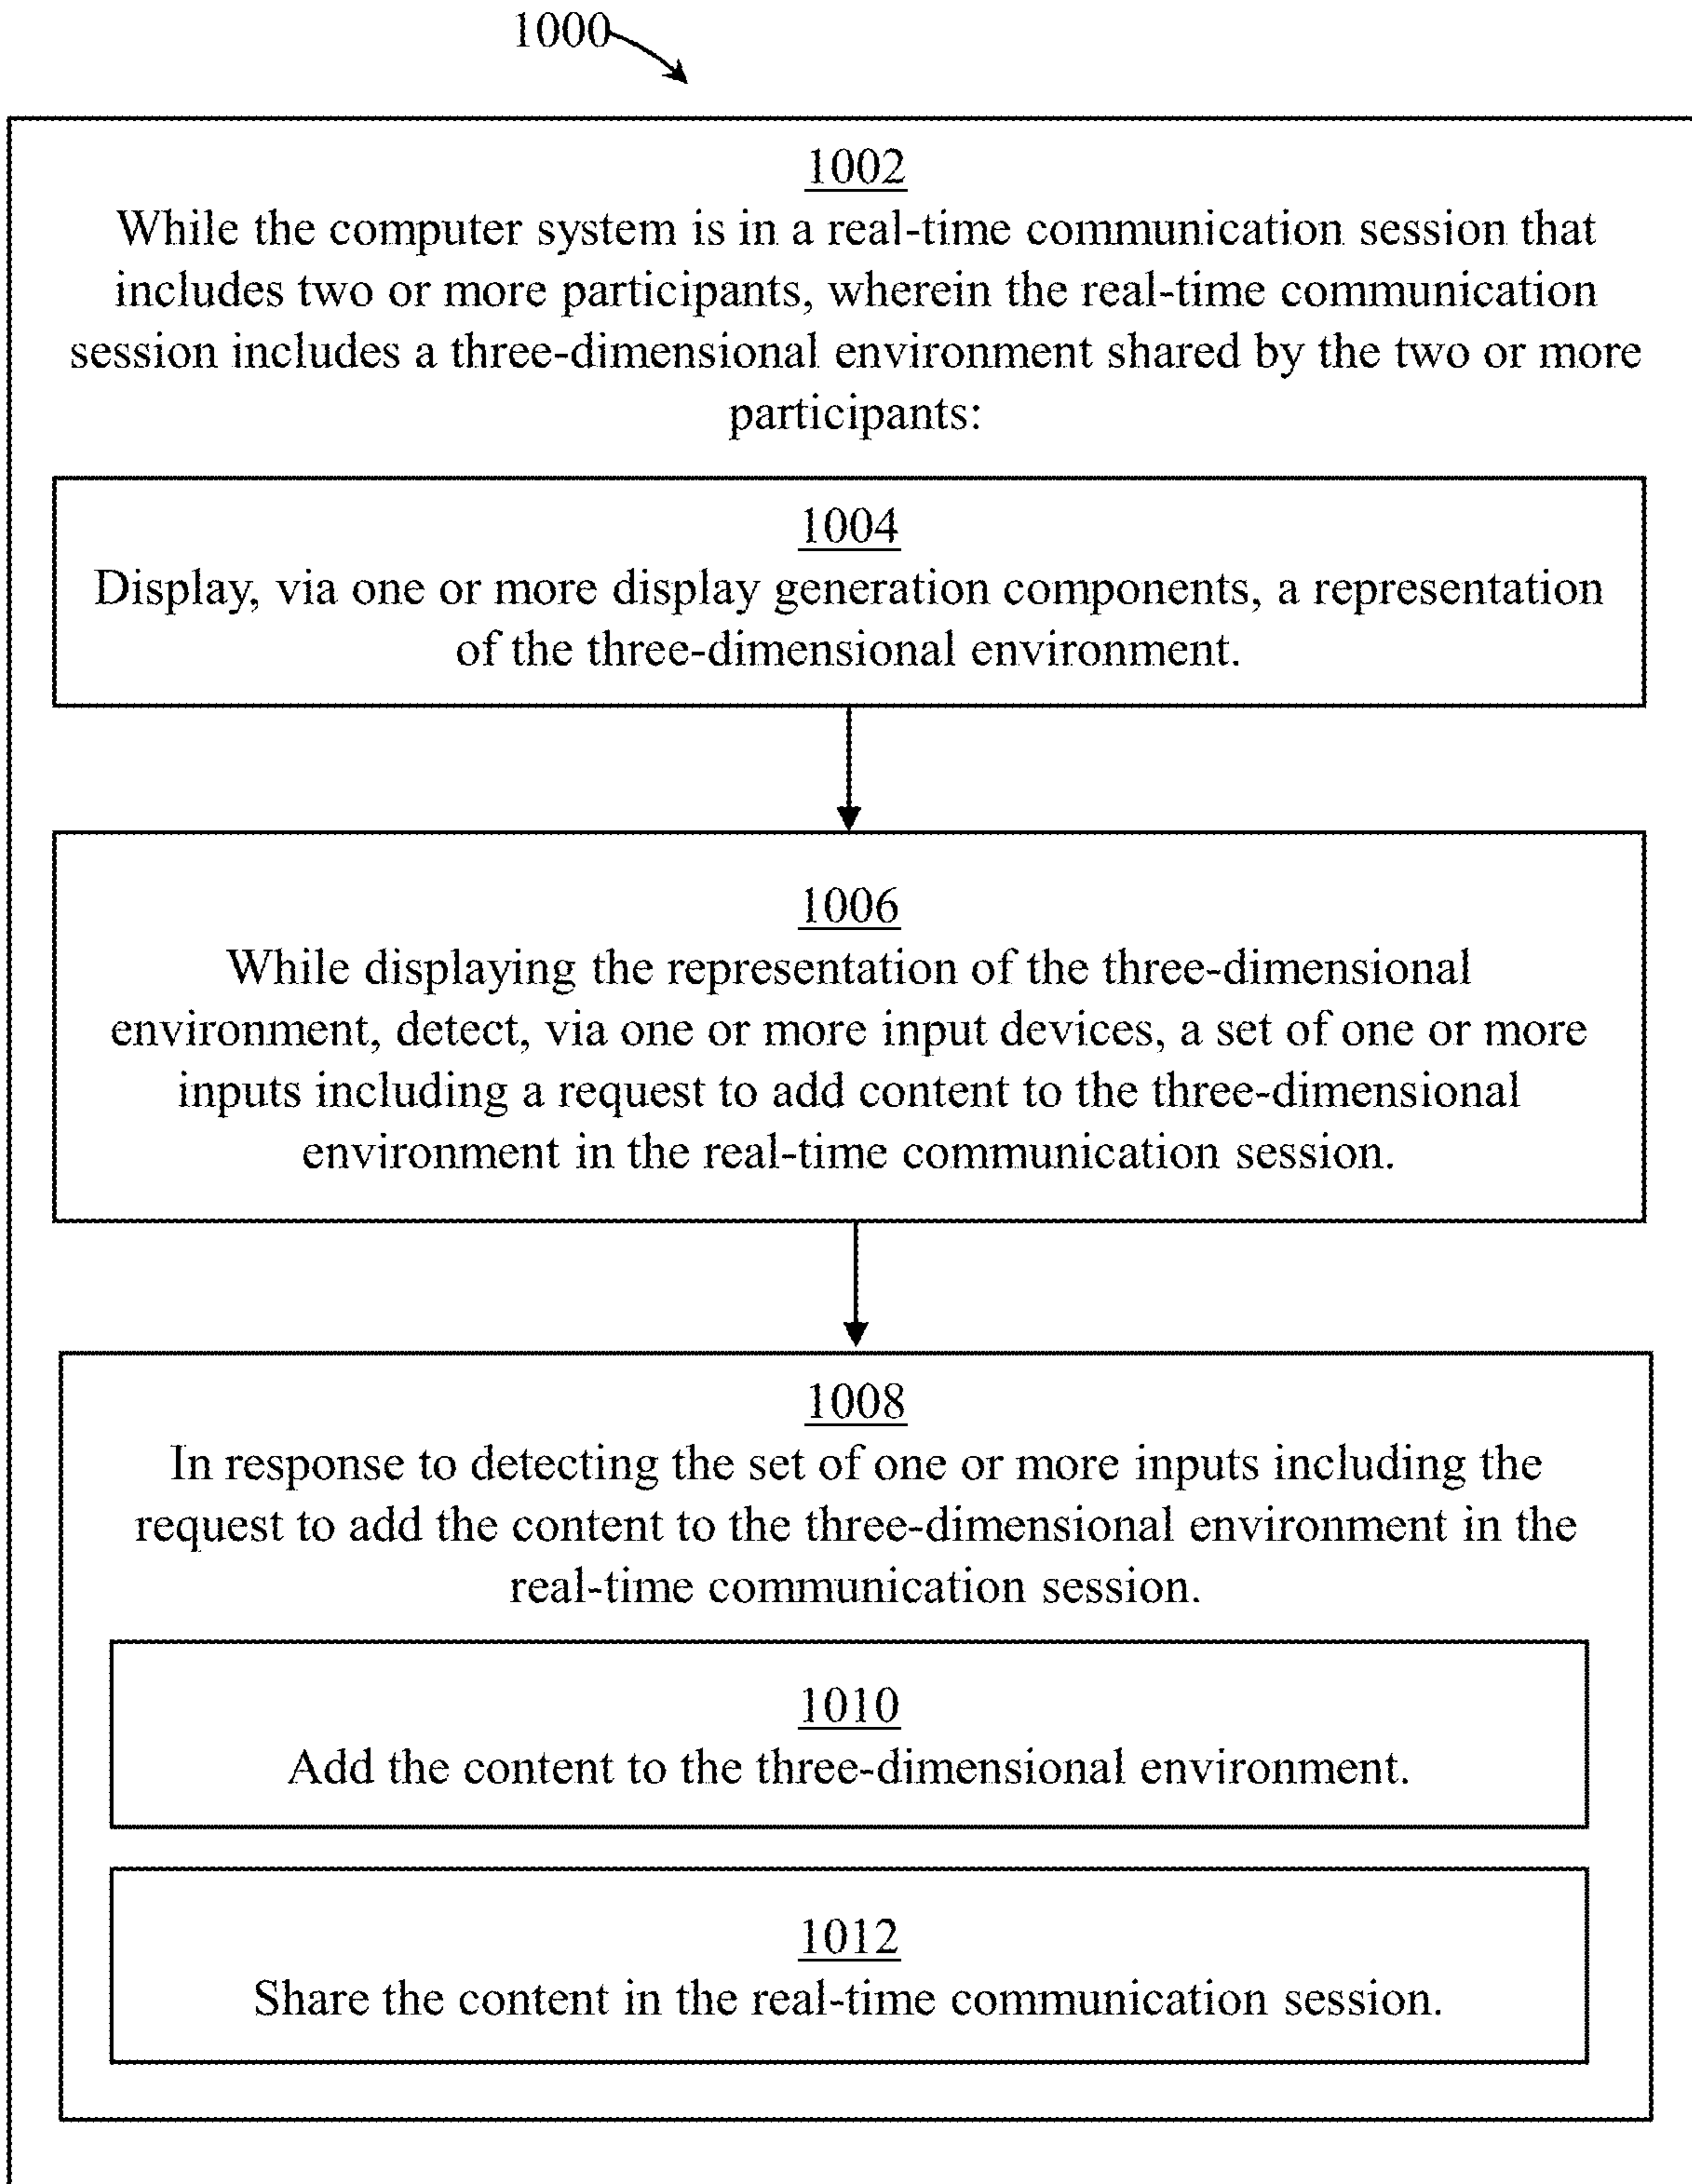 1000
1002
While the computer system is in a real-time communication session that
includes two or more participants, wherein the real-time communication
session includes a three-dimensional environment shared by the two or more
participants:
1004
Display, via one or more display generation components, a representation
of the three-dimensional environment.
1006
While displaying the representation of the three-dimensional
environment, detect, via one or more input devices, a set of one or more
inputs including a request to add content to the three-dimensional
environment in the real-time communication session.
1008
In response to detecting the set of one or more inputs including the
request to add the content to the three-dimensional environment in the
real-time communication session.
1010
Add the content to the three-dimensional environment.
1012
Share the content in the real-time communication session.